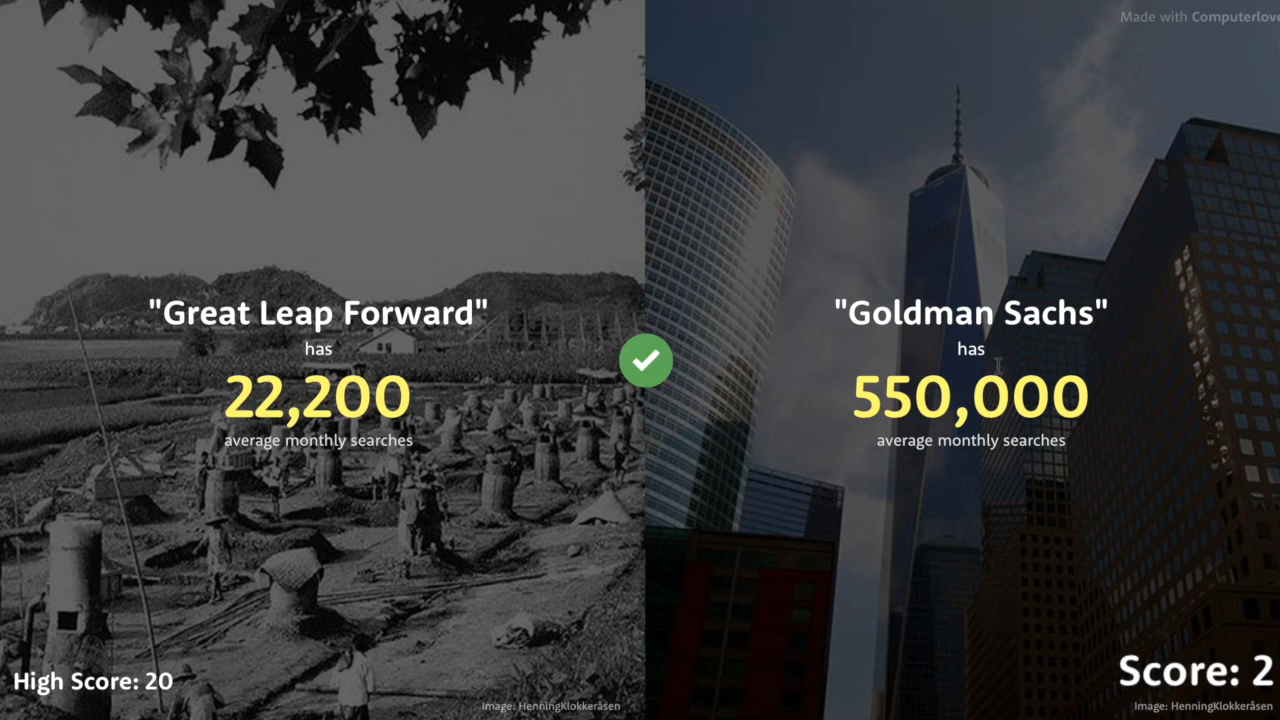 Made with Computerlove
"Great Leap Forward"
has
22,200
average monthly searches
"Goldman Sachs"
has
550,000
average monthly searches
High Score: 20
Score: 2
Image: HenningKlokkeråsen
Image: HenningKlokkeråsen